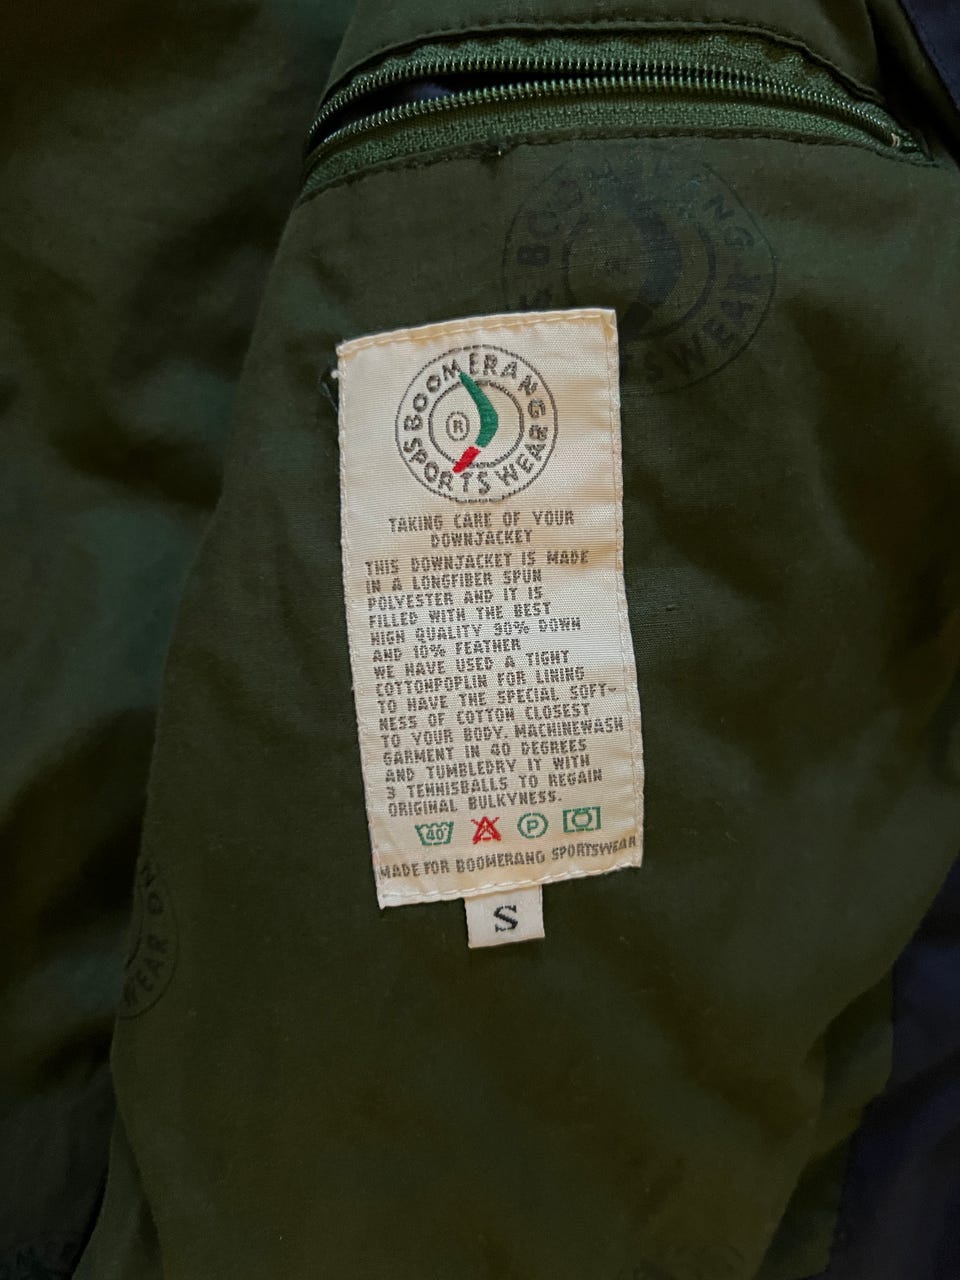 BOOMERANG
SPORTSWEAR
®
TAKING CARE OF YOUR
DOWNJACKET
THIS DOWNJACKET IS MADE
IN A LONGFIBER SPUN
POLYESTER AND IT IS
FILLED WITH THE BEST
HIGH QUALITY 90% DOWN
AND 10% FEATHER
WE HAVE USED A TIGHT
COTTONPOPLIN FOR LINING
TO HAVE THE SPECIAL SOFT-
NESS OF COTTON CLOSEST
TO YOUR BODY. MACHINEWASH
GARMENT IN 40 DEGREES
AND TUMBLEDRY IT WITH
3 TENNISBALLS TO REGAIN
ORIGINAL BULKYNESS.
40° P
MADE FOR BOOMERANG SPORTSWEAR
S